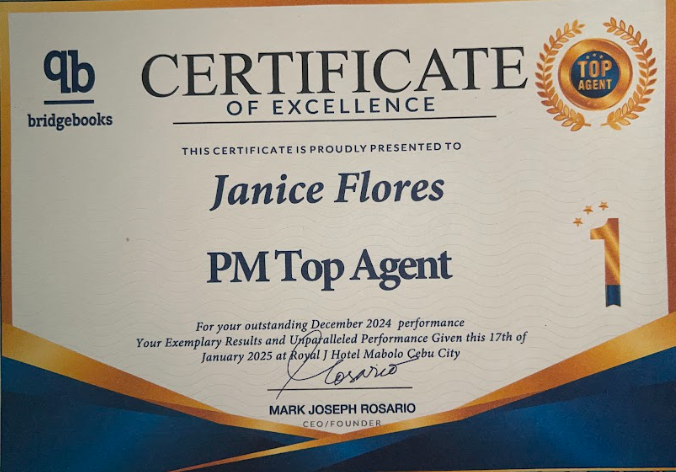 qb
bridgebooks
CERTIFICATE
OF EXCELLENCE
TOP
AGENT
THIS CERTIFICATE IS PROUDLY PRESENTED TO
Janice Flores
PM Top Agent
1
For your outstanding December 2024 performance
Your Exemplary Results and Unparalleled Performance Given this 17th of
January 2025 at Royal J Hotel Mabolo Cebu City
Rosario
MARK JOSEPH ROSARIO
CEO/FOUNDER